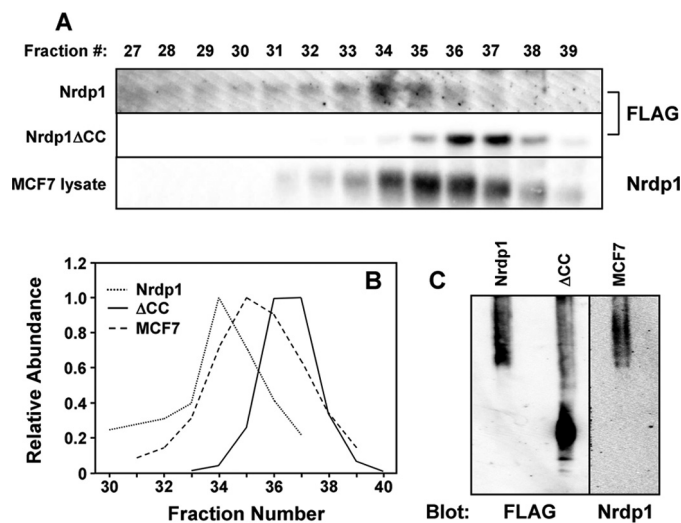 A
Fraction #: 27 28 29 30 31 32 33 34 35 36 37 38 39
Nrdp1
Nrdp1ΔCC
FLAG
MCF7 lysate
Nrdp1
B
Relative Abundance
1.2
1.0
0.8
0.6
0.4
0.2
0
Nrdp1
ΔCC
MCF7
30 32 34 36 38 40
Fraction Number
C
Nrdp1
ΔCC
MCF7
Blot: FLAG Nrdp1